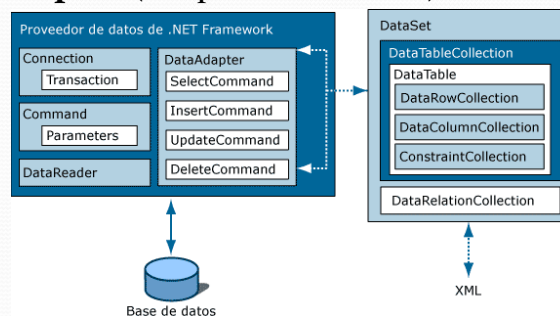 Proveedor de datos de .NET Framework
Connection
Transaction
Command
Parameters
DataReader
DataAdapter
SelectCommand
InsertCommand
UpdateCommand
DeleteCommand
Base de datos
DataSet
DataTableCollection
DataTable
DataRowCollection
DataColumnCollection
ConstraintCollection
DataRelationCollection
XML